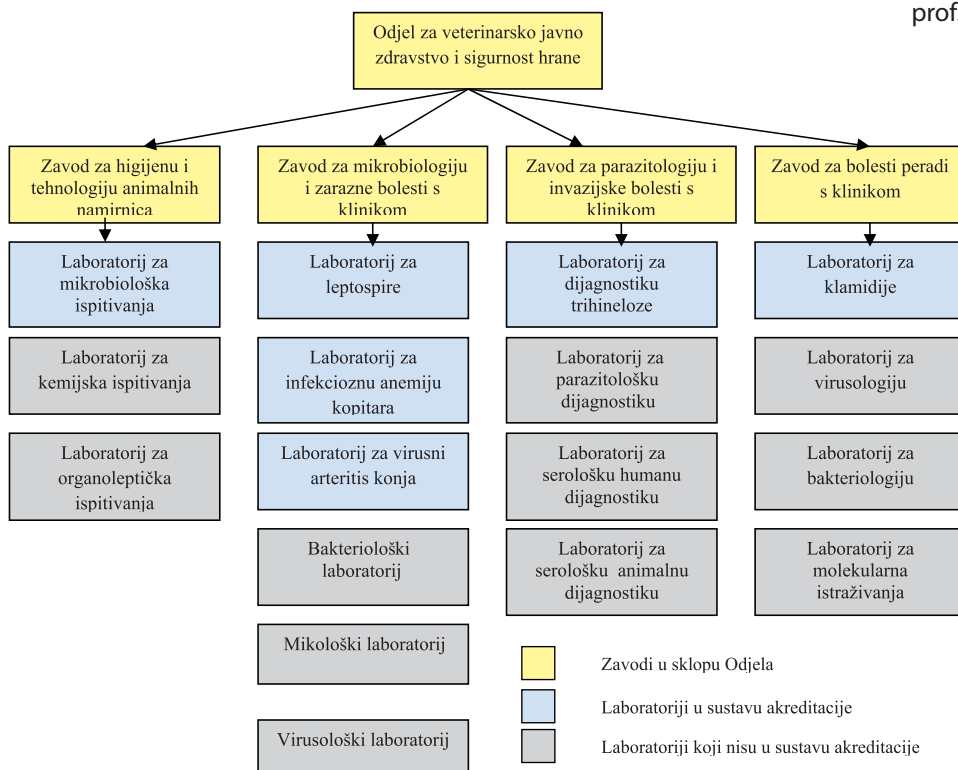 prof.
Odjel za veterinarsko javno
zdravstvo i sigurnost hrane
Zavod za higijenu i
tehnologiju animalnih
namirnica
Zavod za mikrobiologiju
i zarazne bolesti s
klinikom
Zavod za parazitologiju i
invazijske bolesti s
klinikom
Zavod za bolesti peradi
s klinikom
Laboratorij za
mikrobiološka
ispitivanja
Laboratorij za
leptospire
Laboratorij za
dijagnostiku
trihineloze
Laboratorij za
klamidije
Laboratorij za
kemijska ispitivanja
Laboratorij za
infekcioznu anemiju
kopitara
Laboratorij za
parazitološku
dijagnostiku
Laboratorij za
virusologiju
Laboratorij za
organoleptička
ispitivanja
Laboratorij za virusni
arteritis konja
Laboratorij za
serološku humanu
dijagnostiku
Laboratorij za
bakteriologiju
Bakteriološki
laboratorij
Laboratorij za
serološku animalnu
dijagnostiku
Laboratorij za
molekularna
istraživanja
Mikološki laboratorij
Virusološki laboratorij
Zavodi u sklopu Odjela
Laboratoriji u sustavu akreditacije
Laboratoriji koji nisu u sustavu akreditacije